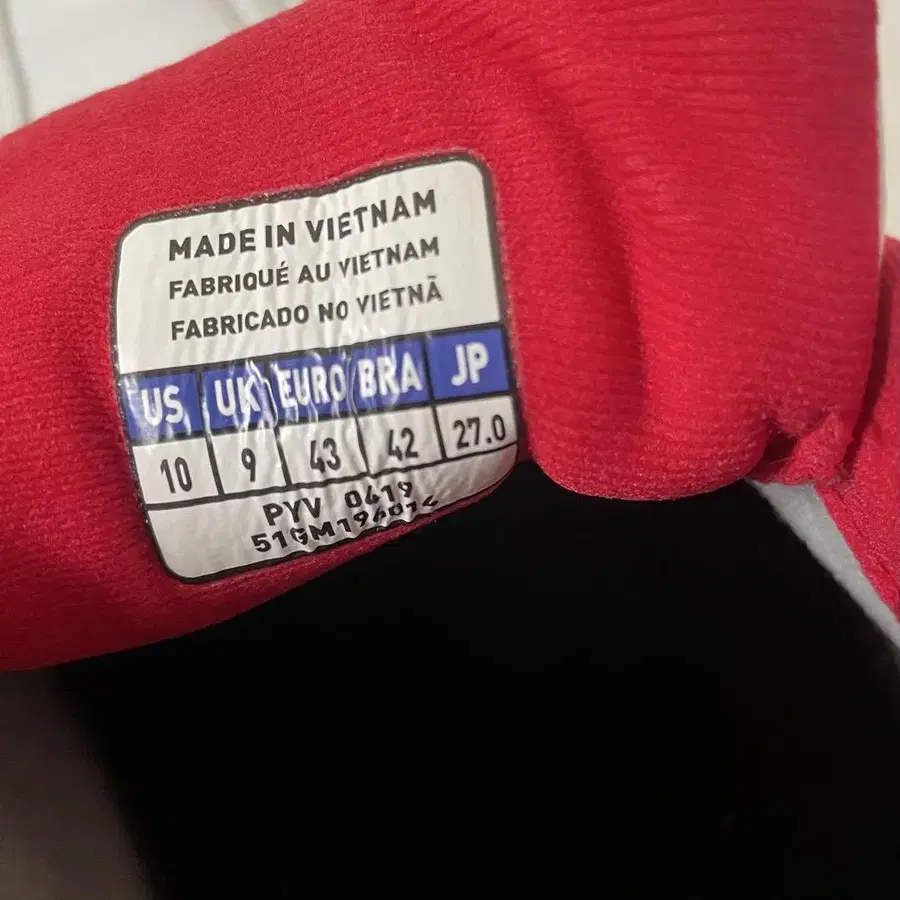 MADE IN VIETNAM
FABRIQUÉ AU VIETNAM
FABRICADO NO VIETNÃ
US UK EURO BRA JP
10 9 43 42 27.0
PYV 0419
51GM196014